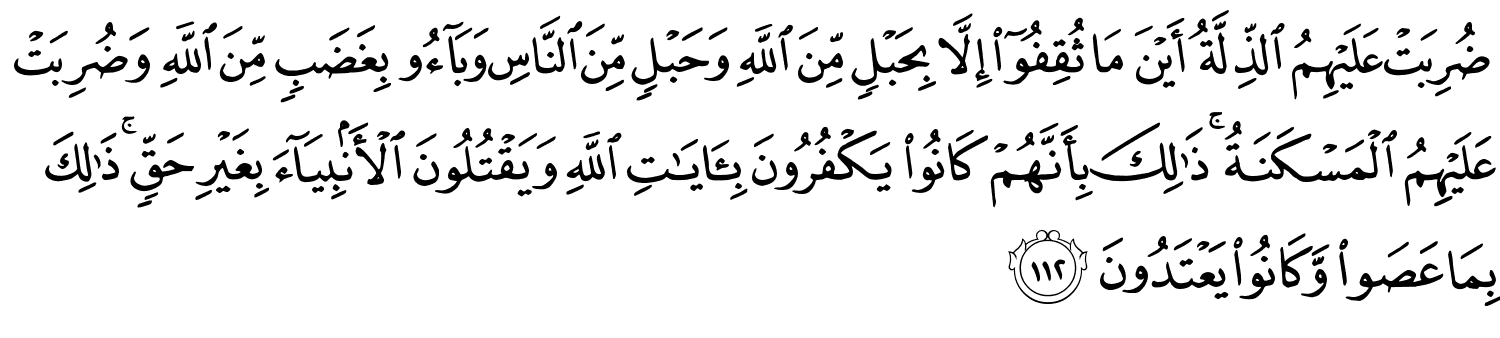 ضُرِبَتْ عَلَيْهِمُ ٱلذِّلَّةُ أَيْنَ مَا ثُقِفُوٓا۟ إِلَّا بِحَبْلٍ مِّنَ ٱللَّهِ وَحَبْلٍ مِّنَ ٱلنَّاسِ وَبَآءُو بِغَضَبٍ مِّنَ ٱللَّهِ وَضُرِبَتْ
عَلَيْهِمُ ٱلْمَسْكَنَةُ ۚ ذَٰلِكَ بِأَنَّهُمْ كَانُوا۟ يَكْفُرُونَ بِـَٔايَـٰتِ ٱللَّهِ وَيَقْتُلُونَ ٱلْأَنۢبِيَآءَ بِغَيْرِ حَقٍّ ۚ ذَٰلِكَ
بِمَا عَصَوا۟ وَّكَانُوا۟ يَعْتَدُونَ ١١٢